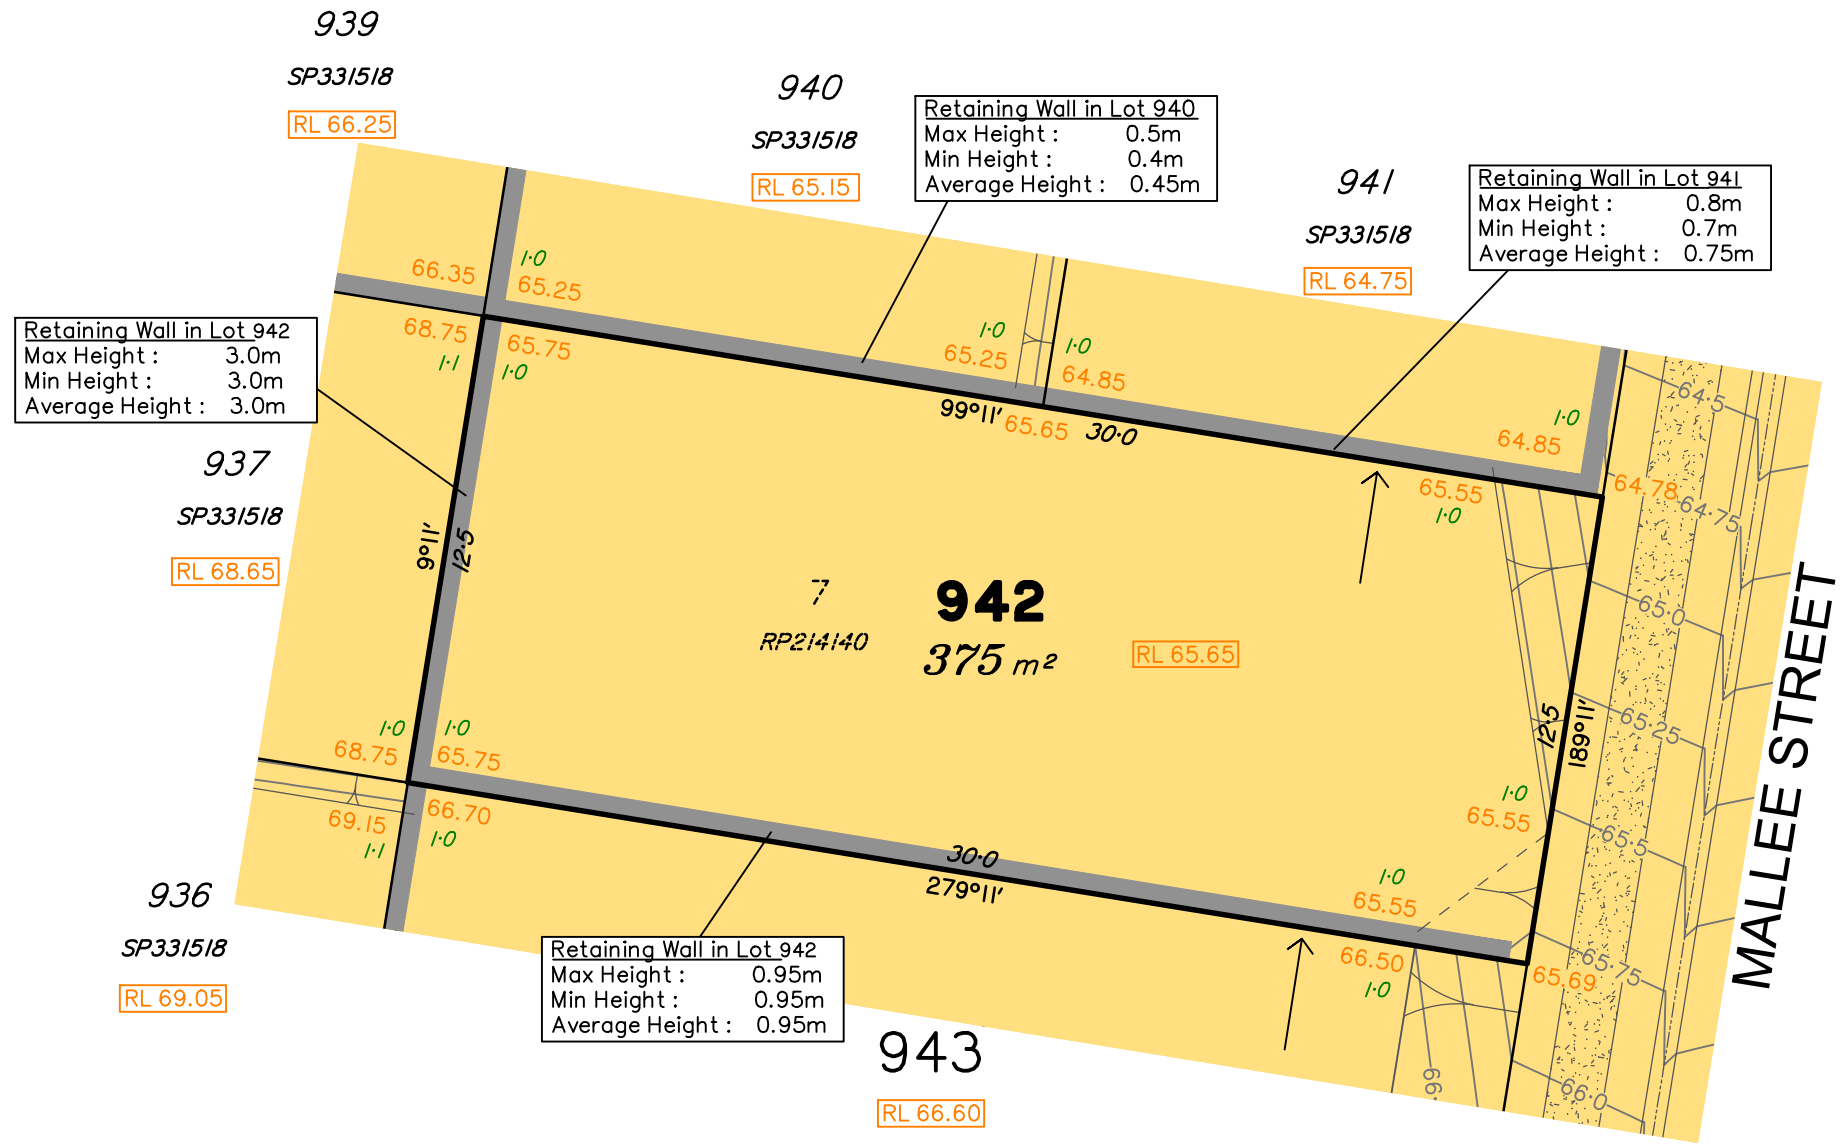 939
SP331518
RL 66.25
940
SP331518
RL 65.15
Retaining Wall in Lot 940
Max Height : 0.5m
Min Height : 0.4m
Average Height : 0.45m
941
SP331518
RL 64.75
Retaining Wall in Lot 941
Max Height : 0.8m
Min Height : 0.7m
Average Height : 0.75m
66.35
1·0
65.25
Retaining Wall in Lot 942
Max Height : 3.0m
Min Height : 3.0m
Average Height : 3.0m
68.75
1·1
65.75
1·0
1·0
65.25
1·0
64.85
99°11'
65.65
30·0
1·0
64.85
65.55
1·0
64.78
64·5
64·75
937
SP331518
RL 68.65
9°11'
12·5
7
RP214140
942
375 m²
RL 65.65
65·0
65·25
12·5
189°11'
MALLEE STREET
1·0
68.75
1·0
65.75
1·0
65.55
65·5
66.70
1·0
69.15
1·1
30·0
279°11'
1·0
65.55
66.50
1·0
65.69
65·75
936
SP331518
RL 69.05
Retaining Wall in Lot 942
Max Height : 0.95m
Min Height : 0.95m
Average Height : 0.95m
943
RL 66.60
66·
66·0